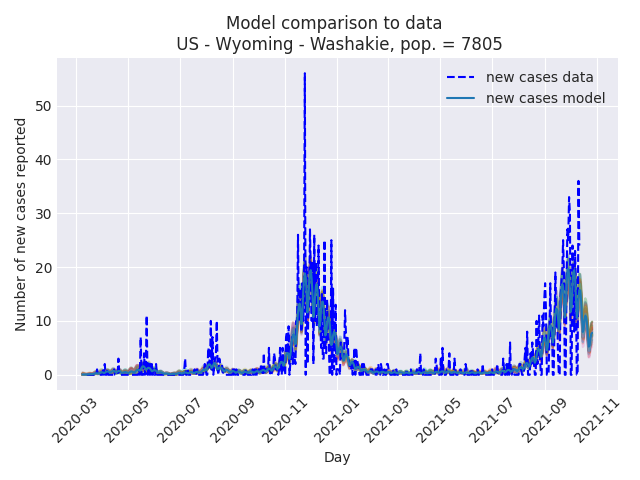 Model comparison to data
US - Wyoming - Washakie, pop. = 7805
new cases data
new cases model
Number of new cases reported
50
40
30
20
10
0
2020-03
2020-05
2020-07
2020-09
2020-11
2021-01
2021-03
2021-05
2021-07
2021-09
2021-11
Day